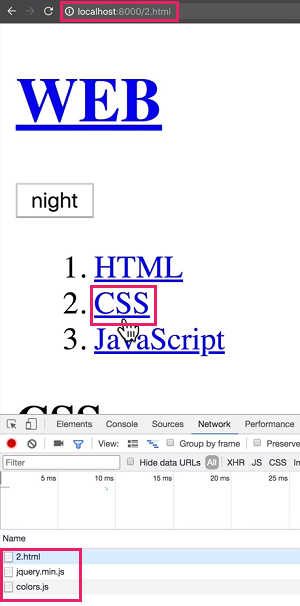 localhost:8000/2.html
WEB
night
1. HTML
2. CSS
3. JavaScript
CSS
Elements Console Sources Network Performance
View: Group by frame Preserve
Filter Hide data URLs All XHR JS CSS
5 ms 10 ms 15 ms 20 ms 25 ms
Name
2.html
jquery.min.js
colors.js